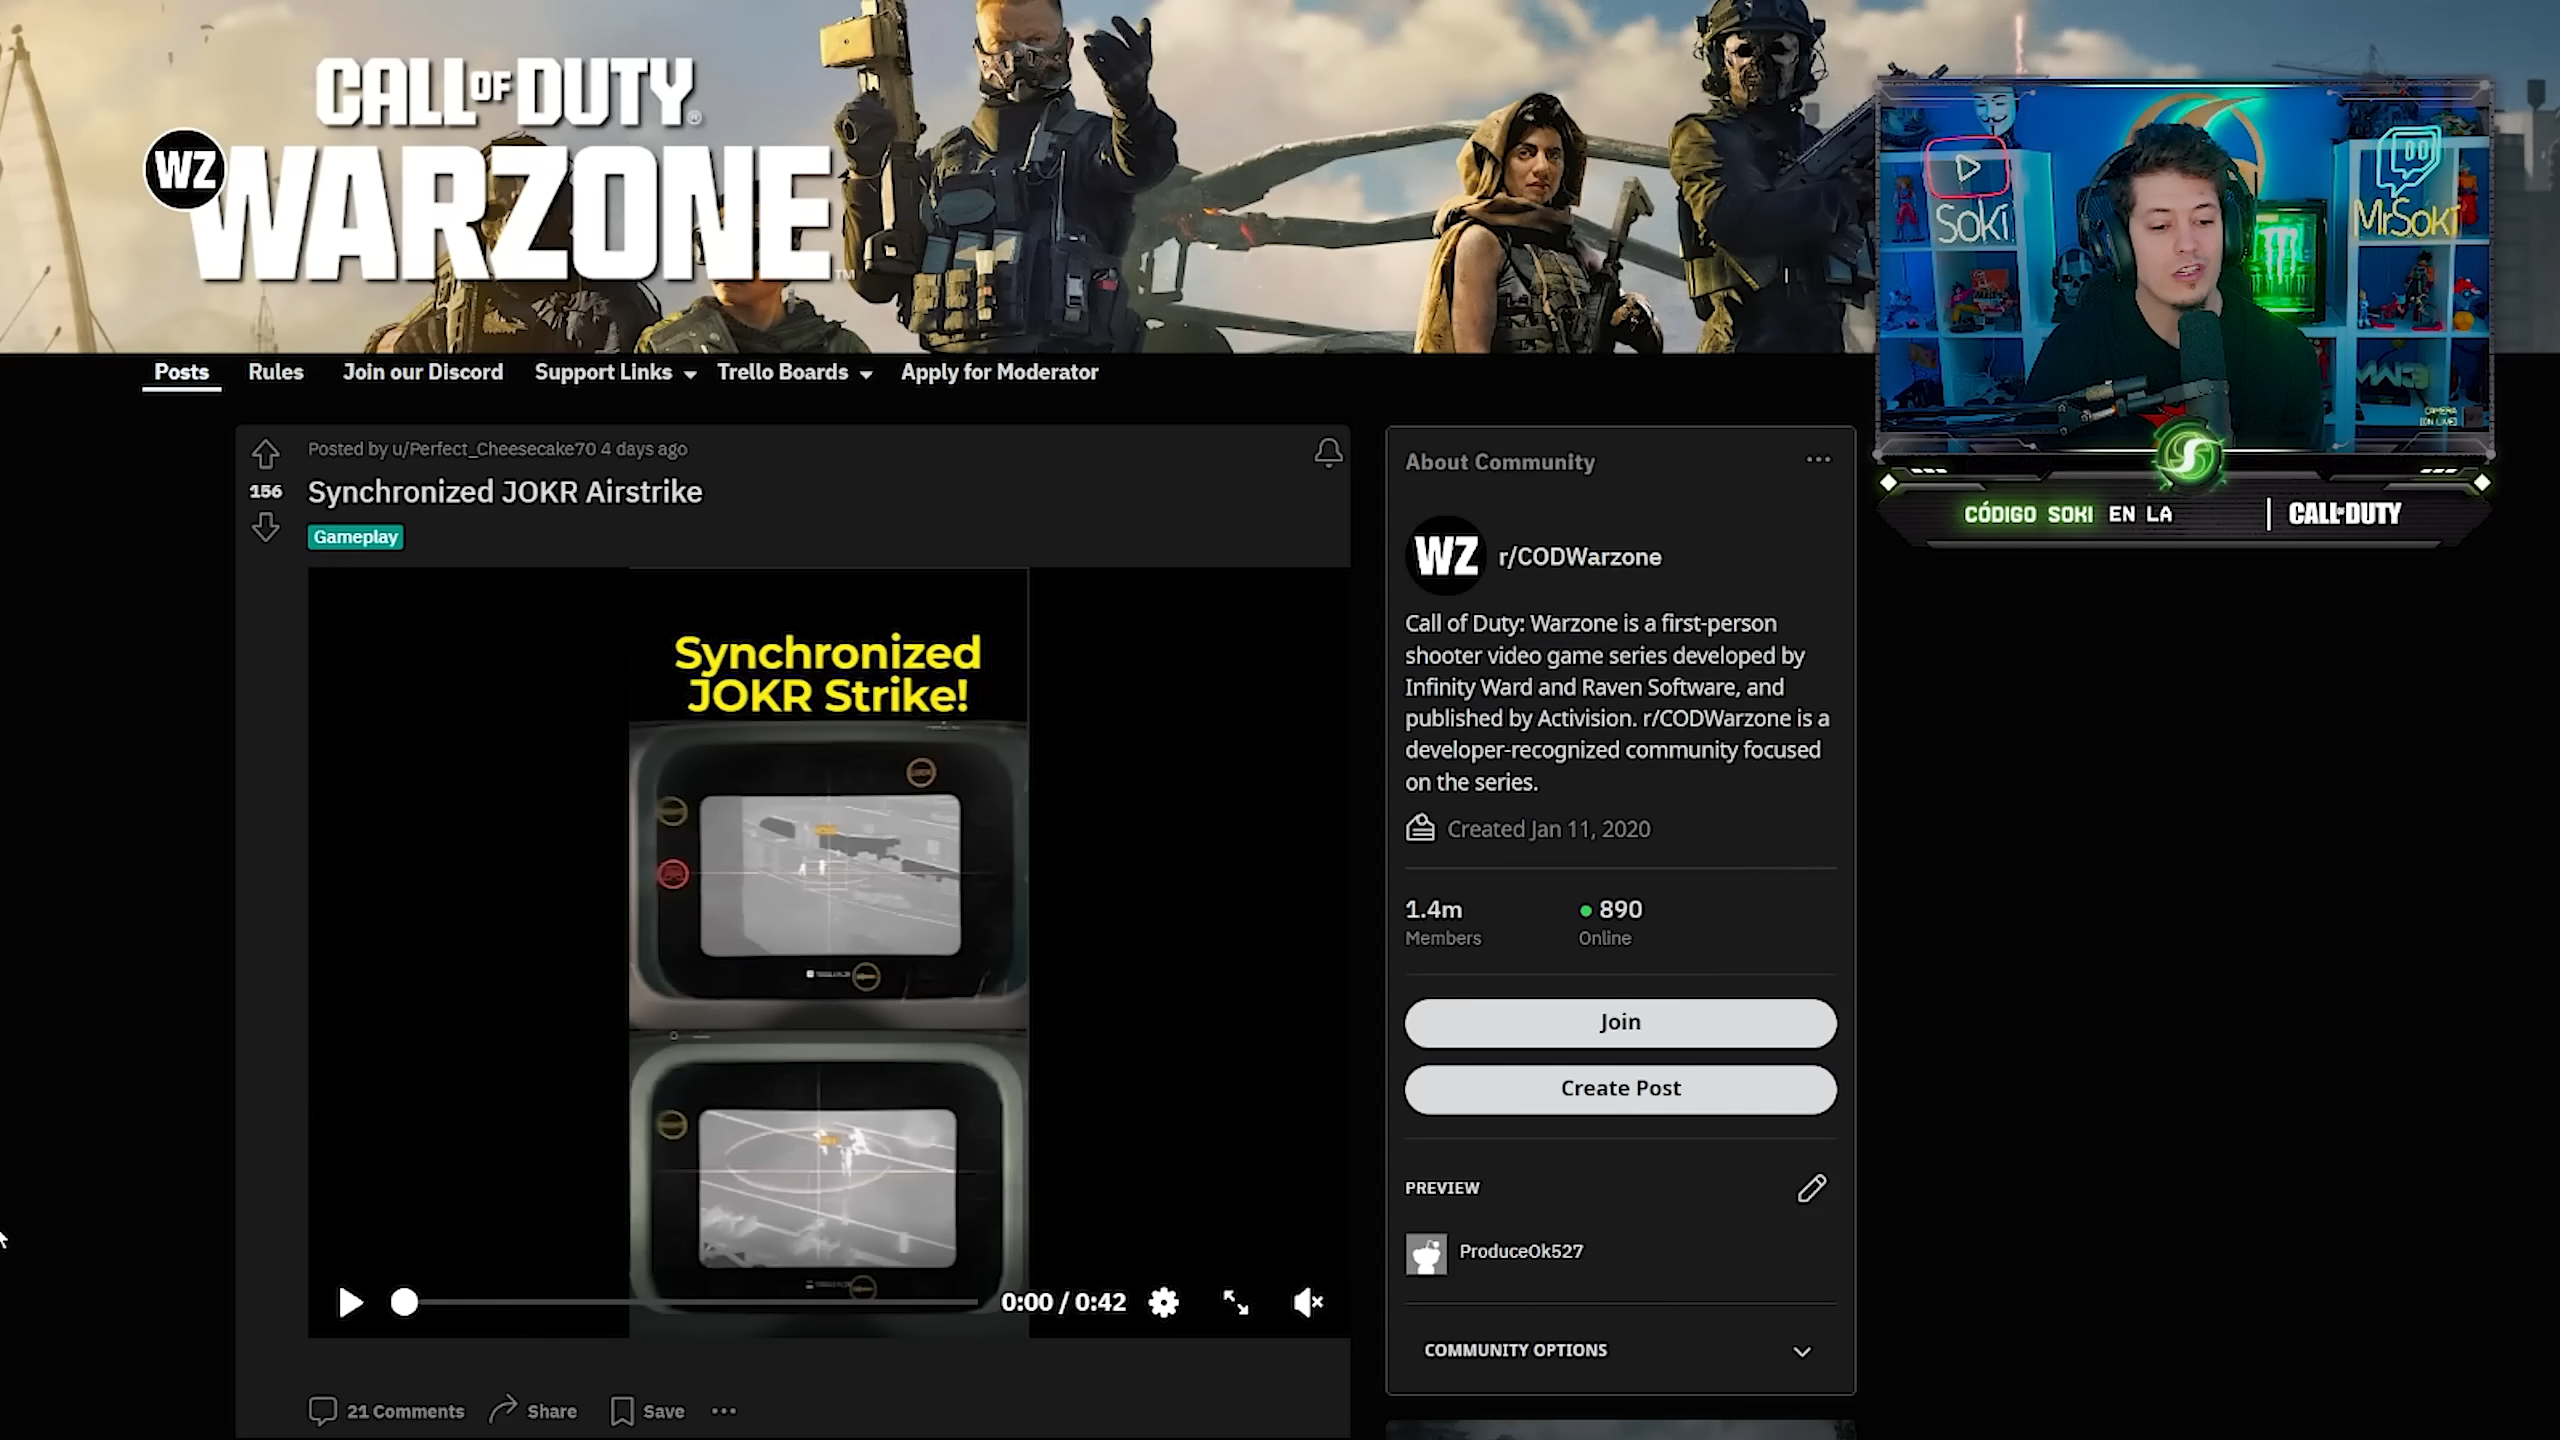 CALL OF DUTY®
WZ
WARZONE™
Posts
Rules
Join our Discord
Support Links
Trello Boards
Apply for Moderator
Soki
MrSoKi
MW3
CÓDIGO SOKI EN LA
CALL OF DUTY
156
Posted by u/Perfect_Cheesecake70 4 days ago
Synchronized JOKR Airstrike
Gameplay
Synchronized
JOKR Strike!
0:00 / 0:42
21 Comments
Share
Save
About Community
WZ
r/CODWarzone
Call of Duty: Warzone is a first-person
shooter video game series developed by
Infinity Ward and Raven Software, and
published by Activision. r/CODWarzone is a
developer-recognized community focused
on the series.
Created Jan 11, 2020
1.4m
Members
890
Online
Join
Create Post
PREVIEW
ProduceOk527
COMMUNITY OPTIONS